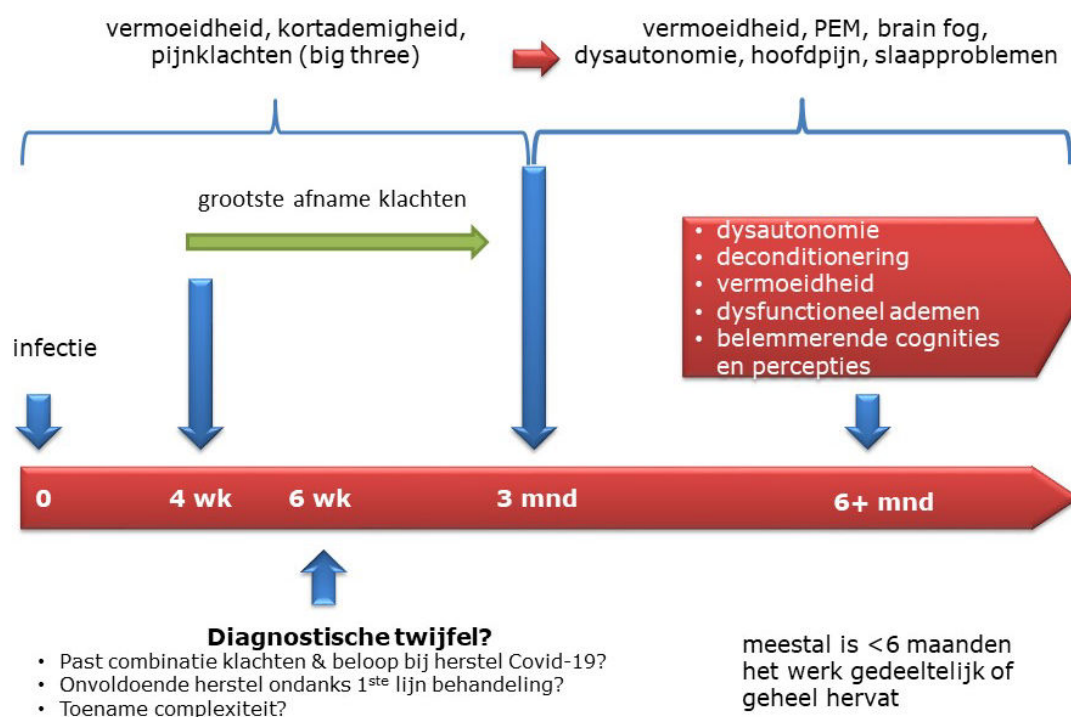 vermoeidheid, kortademigheid,
pijnklachten (big three)
vermoeidheid, PEM, brain fog,
dysautonomie, hoofdpijn, slaapproblemen
grootste afname klachten
• dysautonomie
• deconditionering
• vermoeidheid
• dysfunctioneel ademen
• belemmerende cognities
en percepties
infectie
0
4 wk
6 wk
3 mnd
6+ mnd
Diagnostische twijfel?
• Past combinatie klachten & beloop bij herstel Covid-19?
• Onvoldoende herstel ondanks 1ste lijn behandeling?
• Toename complexiteit?
meestal is <6 maanden
het werk gedeeltelijk of
geheel hervat